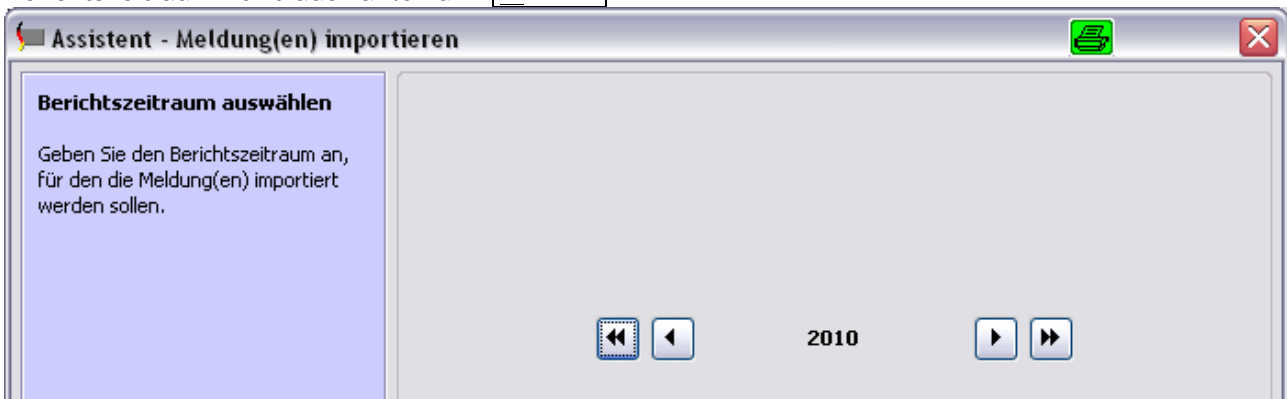 Assistent - Meldung(en) importieren
Berichtszeitraum auswählen
Geben Sie den Berichtszeitraum an,
für den die Meldung(en) importiert
werden sollen.
2010